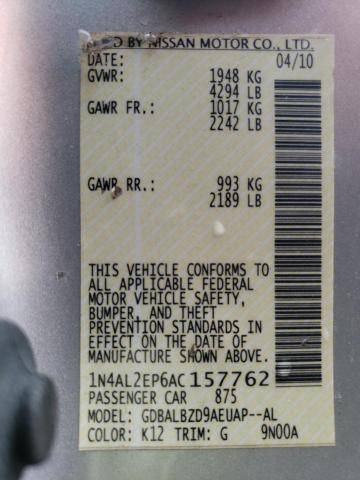 BY NISSAN MOTOR CO., LTD.
DATE: 04/10
GVWR: 1948 KG
4294 LB
GAWR FR.: 1017 KG
2242 LB
GAWR RR.: 993 KG
2189 LB
THIS VEHICLE CONFORMS TO
ALL APPLICABLE FEDERAL
MOTOR VEHICLE SAFETY,
BUMPER, AND THEFT
PREVENTION STANDARDS IN
EFFECT ON THE DATE OF
MANUFACTURE SHOWN ABOVE.
1N4AL2EP6AC157762
PASSENGER CAR 875
MODEL: GDBALBZD9AEUAP--AL
COLOR: K12 TRIM: G 9N00A